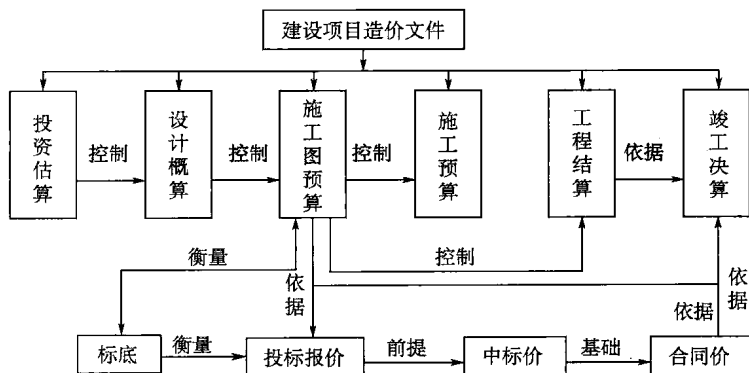 建设项目造价文件
投资估算
控制
设计概算
控制
施工图预算
控制
施工预算
工程结算
依据
竣工决算
衡量
依据
控制
依据
依据
标底
衡量
投标报价
前提
中标价
基础
合同价